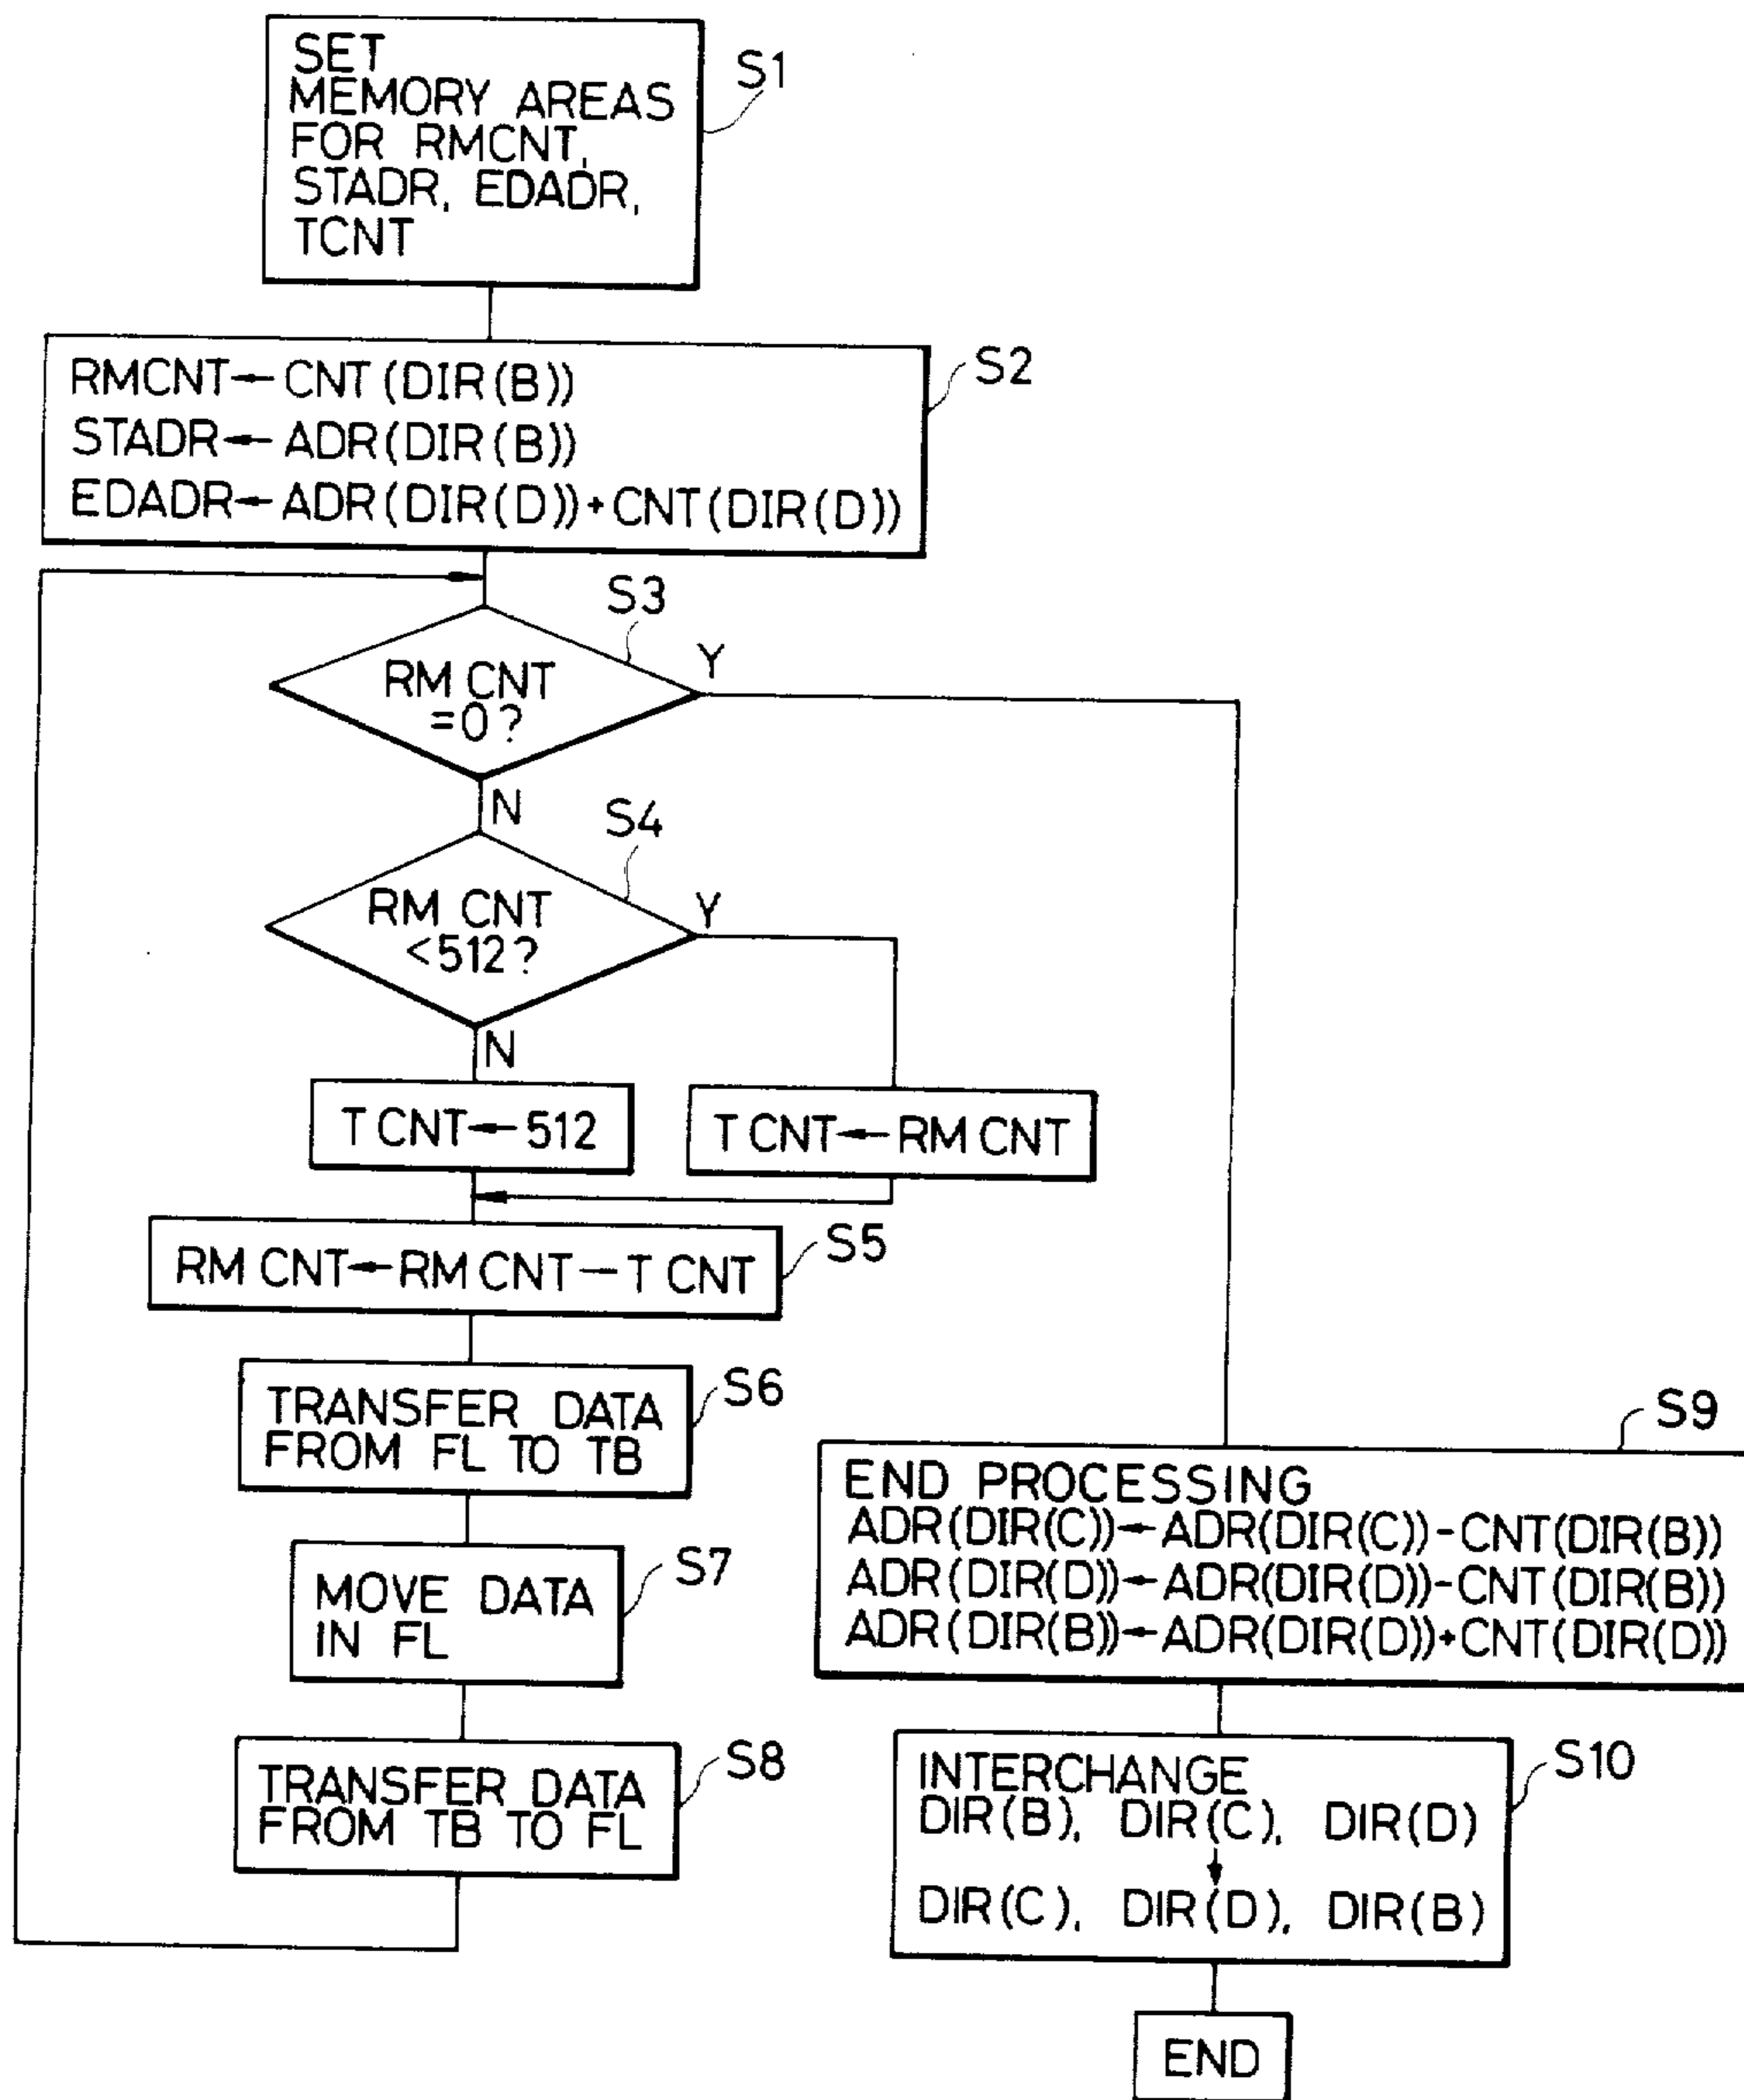 SET
MEMORY AREAS
FOR RMCNT,
STADR, EDADR,
TCNT
S1
RMCNT←CNT(DIR(B))
STADR←ADR(DIR(B))
EDADR←ADR(DIR(D))+CNT(DIR(D))
S2
S3
RM CNT
=0?
Y
N
S4
RM CNT
<512?
Y
N
T CNT←512
T CNT←RM CNT
RM CNT←RM CNT−T CNT
S5
TRANSFER DATA
FROM FL TO TB
S6
MOVE DATA
IN FL
S7
TRANSFER DATA
FROM TB TO FL
S8
S9
END PROCESSING
ADR(DIR(C))←ADR(DIR(C))-CNT(DIR(B))
ADR(DIR(D))←ADR(DIR(D))-CNT(DIR(B))
ADR(DIR(B))←ADR(DIR(D))+CNT(DIR(D))
S10
INTERCHANGE
DIR(B), DIR(C), DIR(D)
↓
DIR(C), DIR(D), DIR(B)
END